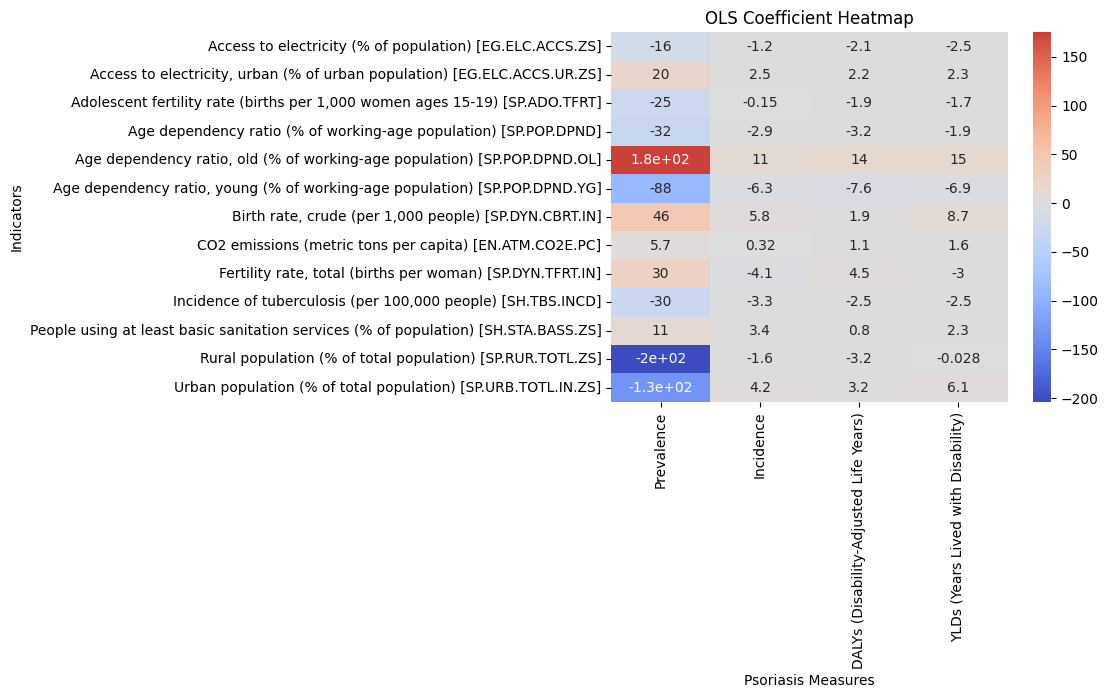 OLS Coefficient Heatmap
Indicators
Access to electricity (% of population) [EG.ELC.ACCS.ZS] -16 -1.2 -2.1 -2.5
Access to electricity, urban (% of urban population) [EG.ELC.ACCS.UR.ZS] 20 2.5 2.2 2.3
Adolescent fertility rate (births per 1,000 women ages 15-19) [SP.ADO.TFRT] -25 -0.15 -1.9 -1.7
Age dependency ratio (% of working-age population) [SP.POP.DPND] -32 -2.9 -3.2 -1.9
Age dependency ratio, old (% of working-age population) [SP.POP.DPND.OL] 1.8e+02 11 14 15
Age dependency ratio, young (% of working-age population) [SP.POP.DPND.YG] -88 -6.3 -7.6 -6.9
Birth rate, crude (per 1,000 people) [SP.DYN.CBRT.IN] 46 5.8 1.9 8.7
CO2 emissions (metric tons per capita) [EN.ATM.CO2E.PC] 5.7 0.32 1.1 1.6
Fertility rate, total (births per woman) [SP.DYN.TFRT.IN] 30 -4.1 4.5 -3
Incidence of tuberculosis (per 100,000 people) [SH.TBS.INCD] -30 -3.3 -2.5 -2.5
People using at least basic sanitation services (% of population) [SH.STA.BASS.ZS] 11 3.4 0.8 2.3
Rural population (% of total population) [SP.RUR.TOTL.ZS] -2e+02 -1.6 -3.2 -0.028
Urban population (% of total population) [SP.URB.TOTL.IN.ZS] -1.3e+02 4.2 3.2 6.1
Prevalence
Incidence
DALYs (Disability-Adjusted Life Years)
YLDs (Years Lived with Disability)
Psoriasis Measures
150
100
50
0
−50
−100
−150
−200